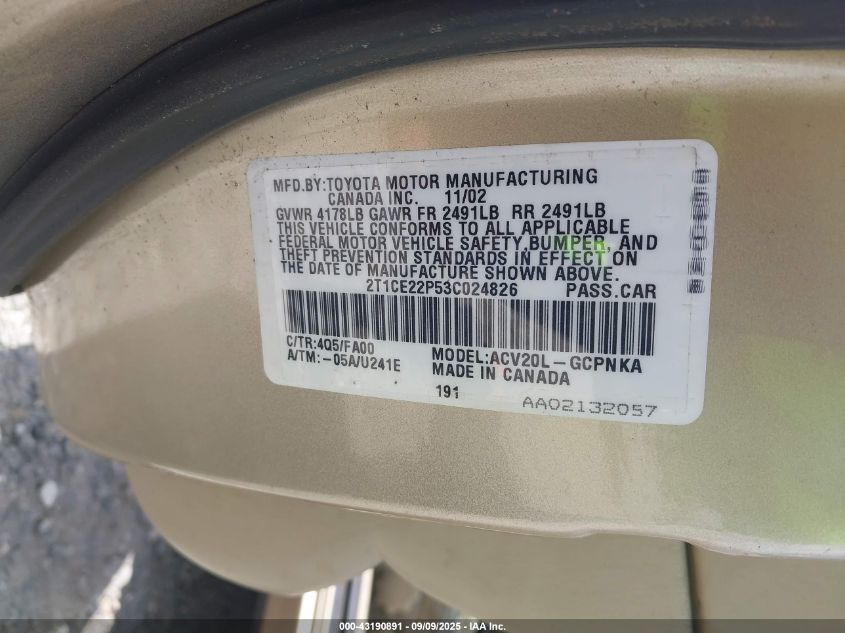 MFD.BY:TOYOTA MOTOR MANUFACTURING
CANADA INC. 11/02
GVWR 4178LB GAWR FR 2491LB RR 2491LB
THIS VEHICLE CONFORMS TO ALL APPLICABLE
FEDERAL MOTOR VEHICLE SAFETY,BUMPER, AND
THEFT PREVENTION STANDARDS IN EFFECT ON
THE DATE OF MANUFACTURE SHOWN ABOVE.
2T1CE22P53C024826 PASS.CAR
C/TR:4Q5/FA00
A/TM:-05A/U241E
MODEL:ACV20L-GCPNKA
MADE IN CANADA
191
AA02132057
000-43190891 - 09/09/2025 - IAA Inc.